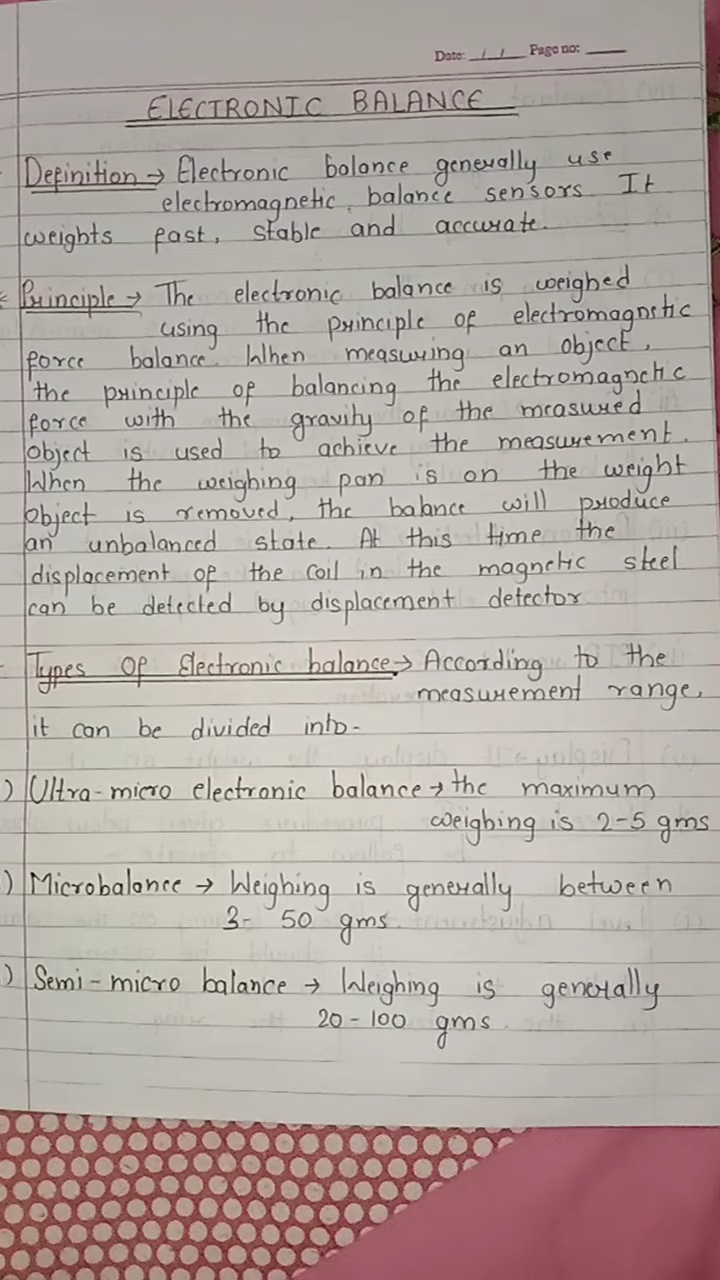 Date: __/__/____ Page no: ____
ELECTRONIC BALANCE
Definition → Electronic balance generally use
electromagnetic balance sensors It
weights fast, stable and accurate.
Principle → The electronic balance is weighed
using the principle of electromagnetic
force balance. When measuring an object,
the principle of balancing the electromagnetic
force with the gravity of the measured
object is used to achieve the measurement.
When the weighing pan is on the weight
object is removed, the balance will produce
an unbalanced state. At this time the
displacement of the coil in the magnetic steel
can be detected by displacement detector
Types Of Electronic balance → According to the
measurement range,
it can be divided into-
) Ultra-micro electronic balance → the maximum
weighing is 2-5 gms
) Microbalance → Weighing is generally between
3- 50 gms.
) Semi-micro balance → Weighing is generally
20-100 gms.